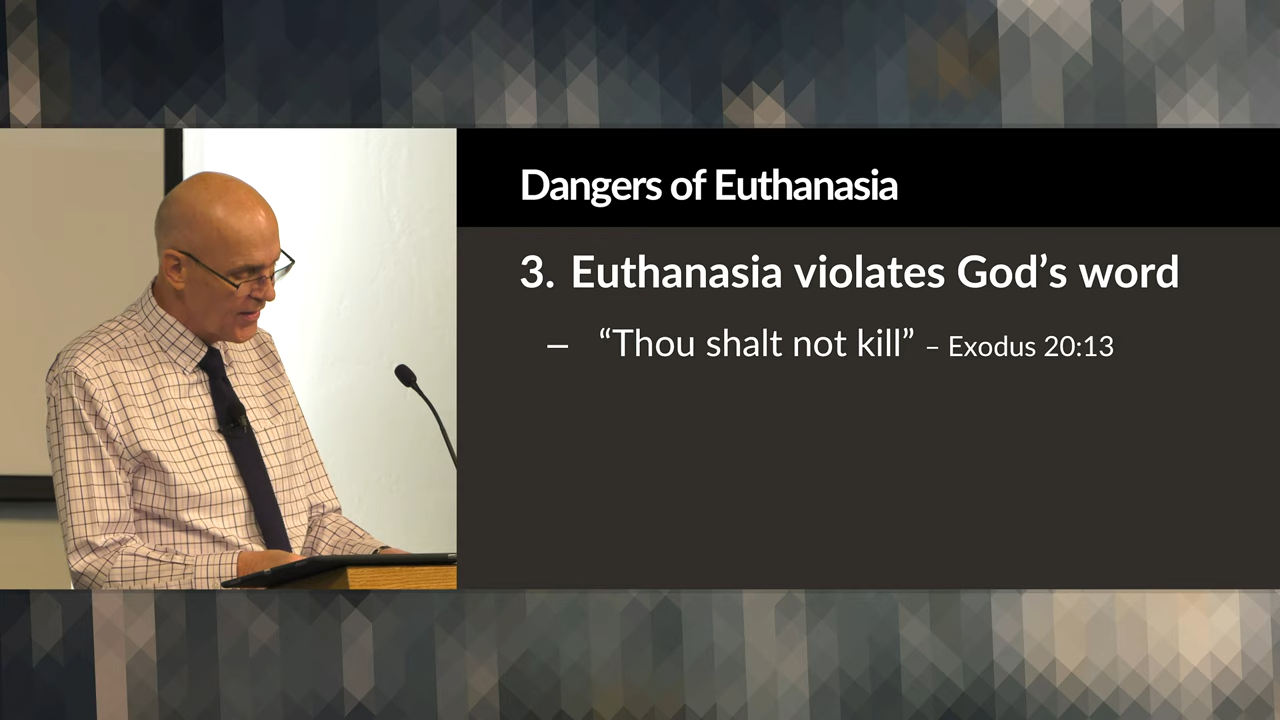 Dangers of Euthanasia
3. Euthanasia violates God’s word
– “Thou shalt not kill” – Exodus 20:13